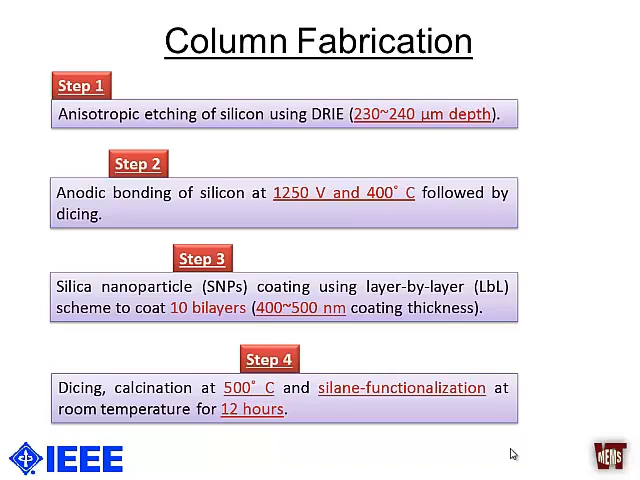 Column Fabrication
Step 1
Anisotropic etching of silicon using DRIE (230~240 µm depth).
Step 2
Anodic bonding of silicon at 1250 V and 400˚ C followed by
dicing.
Step 3
Silica nanoparticle (SNPs) coating using layer-by-layer (LbL)
scheme to coat 10 bilayers (400~500 nm coating thickness).
Step 4
Dicing, calcination at 500˚ C and silane-functionalization at
room temperature for 12 hours.
IEEE
VT MEMS